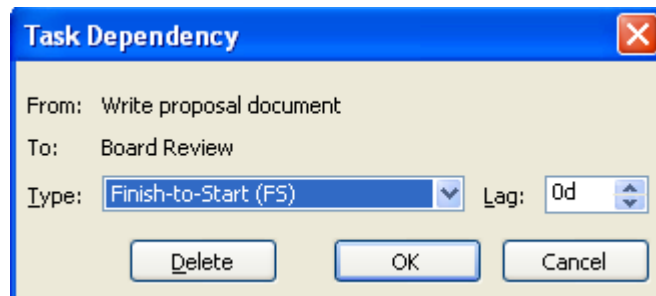 Task Dependency
From: Write proposal document
To: Board Review
Type: Finish-to-Start (FS) Lag: 0d
Delete OK Cancel